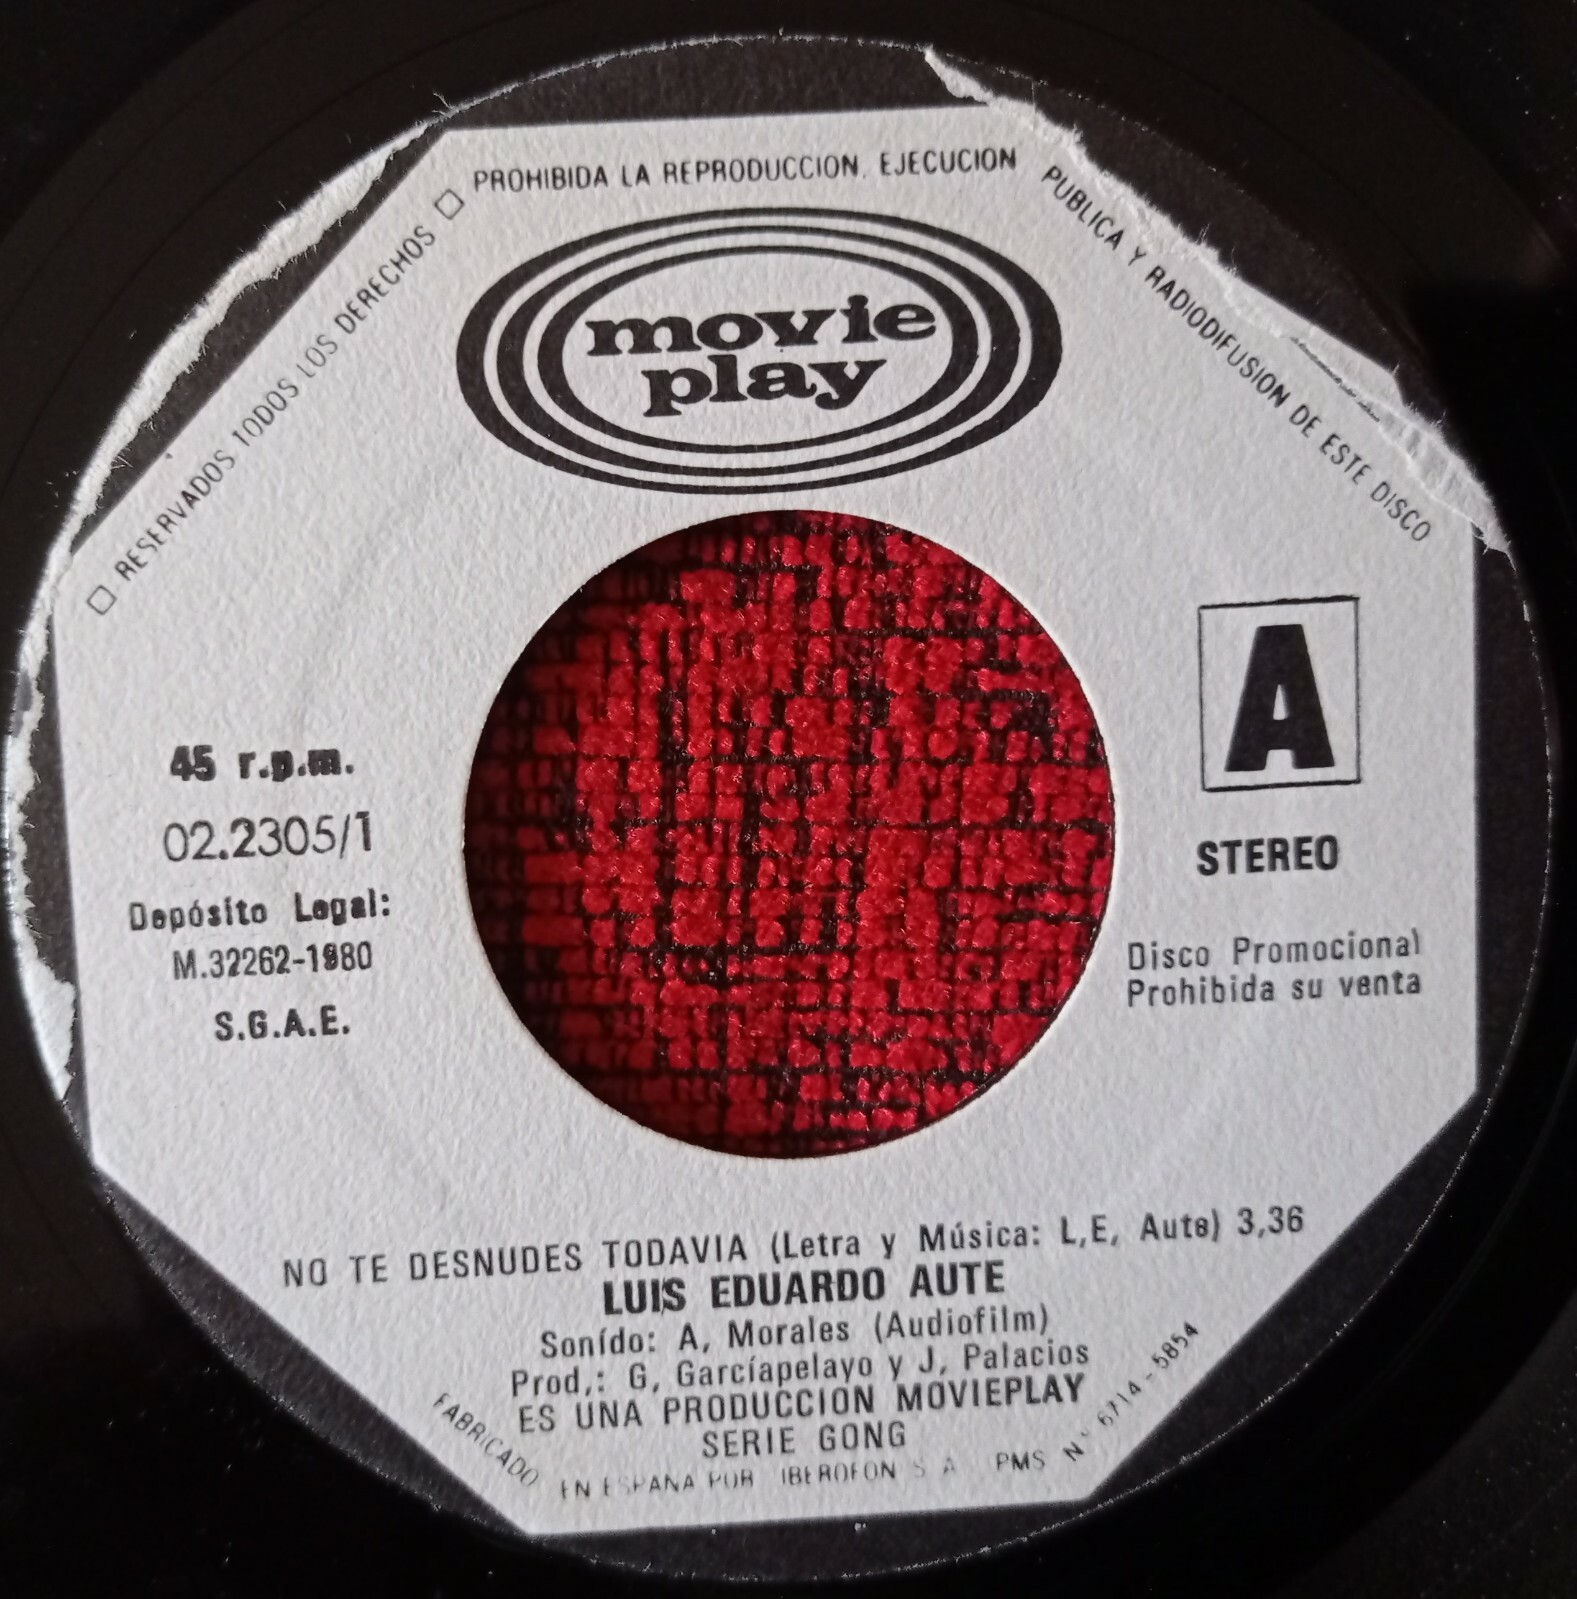 RESERVADOS TODOS LOS DERECHOS
PROHIBIDA LA REPRODUCCION, EJECUCION
PUBLICA Y RADIODIFUSION DE ESTE DISCO
movie
play
A
STEREO
45 r.p.m.
02.2305/1
Depósito Legal:
M.32262-1980
S.G.A.E.
Disco Promocional
Prohibida su venta
NO TE DESNUDES TODAVIA (Letra y Música: L,E, Aute) 3,36
LUIS EDUARDO AUTE
Sonído: A, Morales (Audiofilm)
Prod,: G, Garcíapelayo y J, Palacios
ES UNA PRODUCCION MOVIEPLAY
SERIE GONG
FABRICADO EN ESPAÑA POR IBEROFON S A PMS Nº 6714-5854